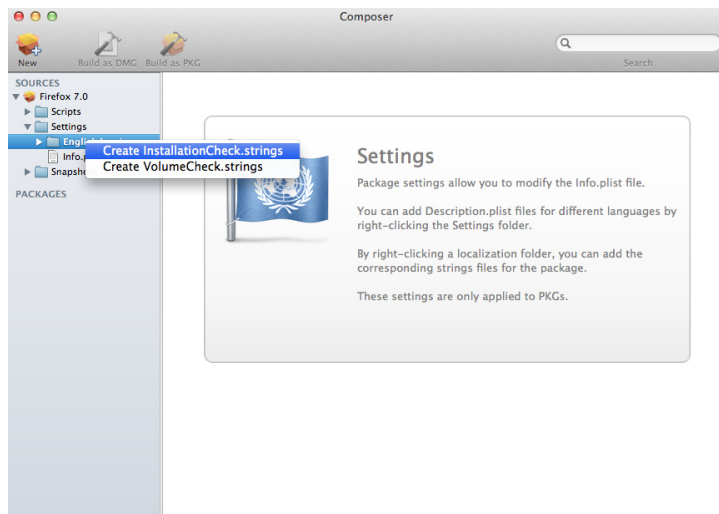 Composer
New
Build as DMG
Build as PKG
Search
SOURCES
Firefox 7.0
Scripts
Settings
Create InstallationCheck.strings
Create VolumeCheck.strings
PACKAGES
Settings
Package settings allow you to modify the Info.plist file.
You can add Description.plist files for different languages by
right-clicking the Settings folder.
By right-clicking a localization folder, you can add the
corresponding strings files for the package.
These settings are only applied to PKGs.